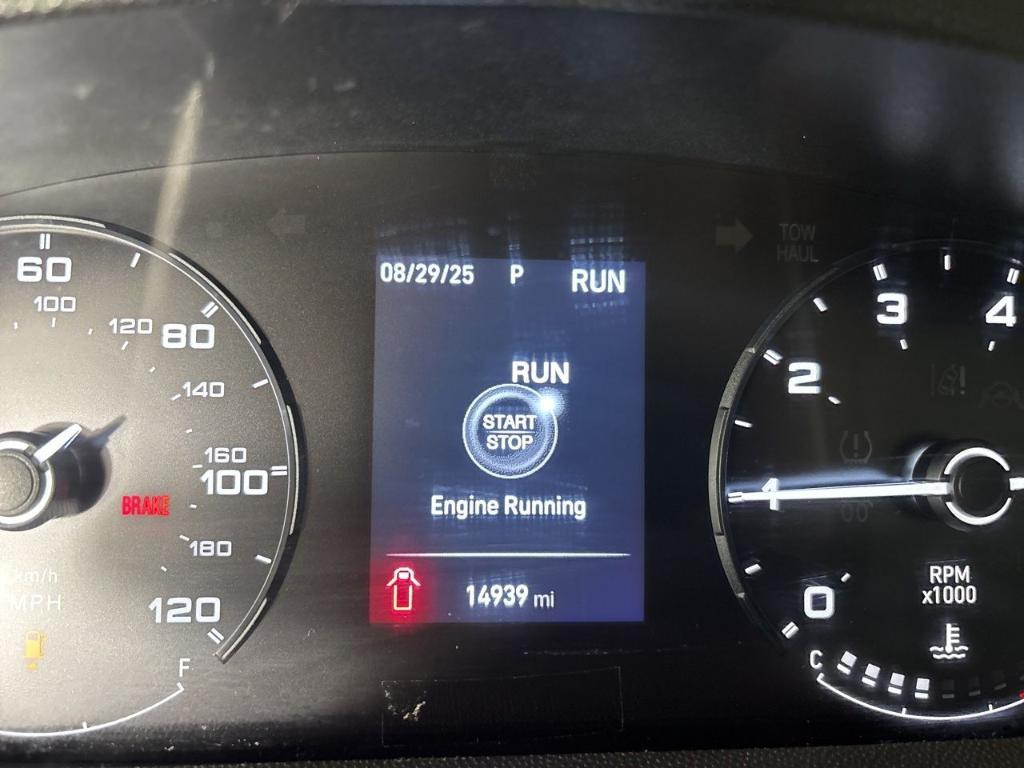 TOW
HAUL
08/29/25 P RUN
60
100
120
80
140
160
100
180
120
km/h
MPH
F
BRAKE
RUN
START
STOP
Engine Running
14939 mi
4
3
2
1
0
RPM
x1000
C